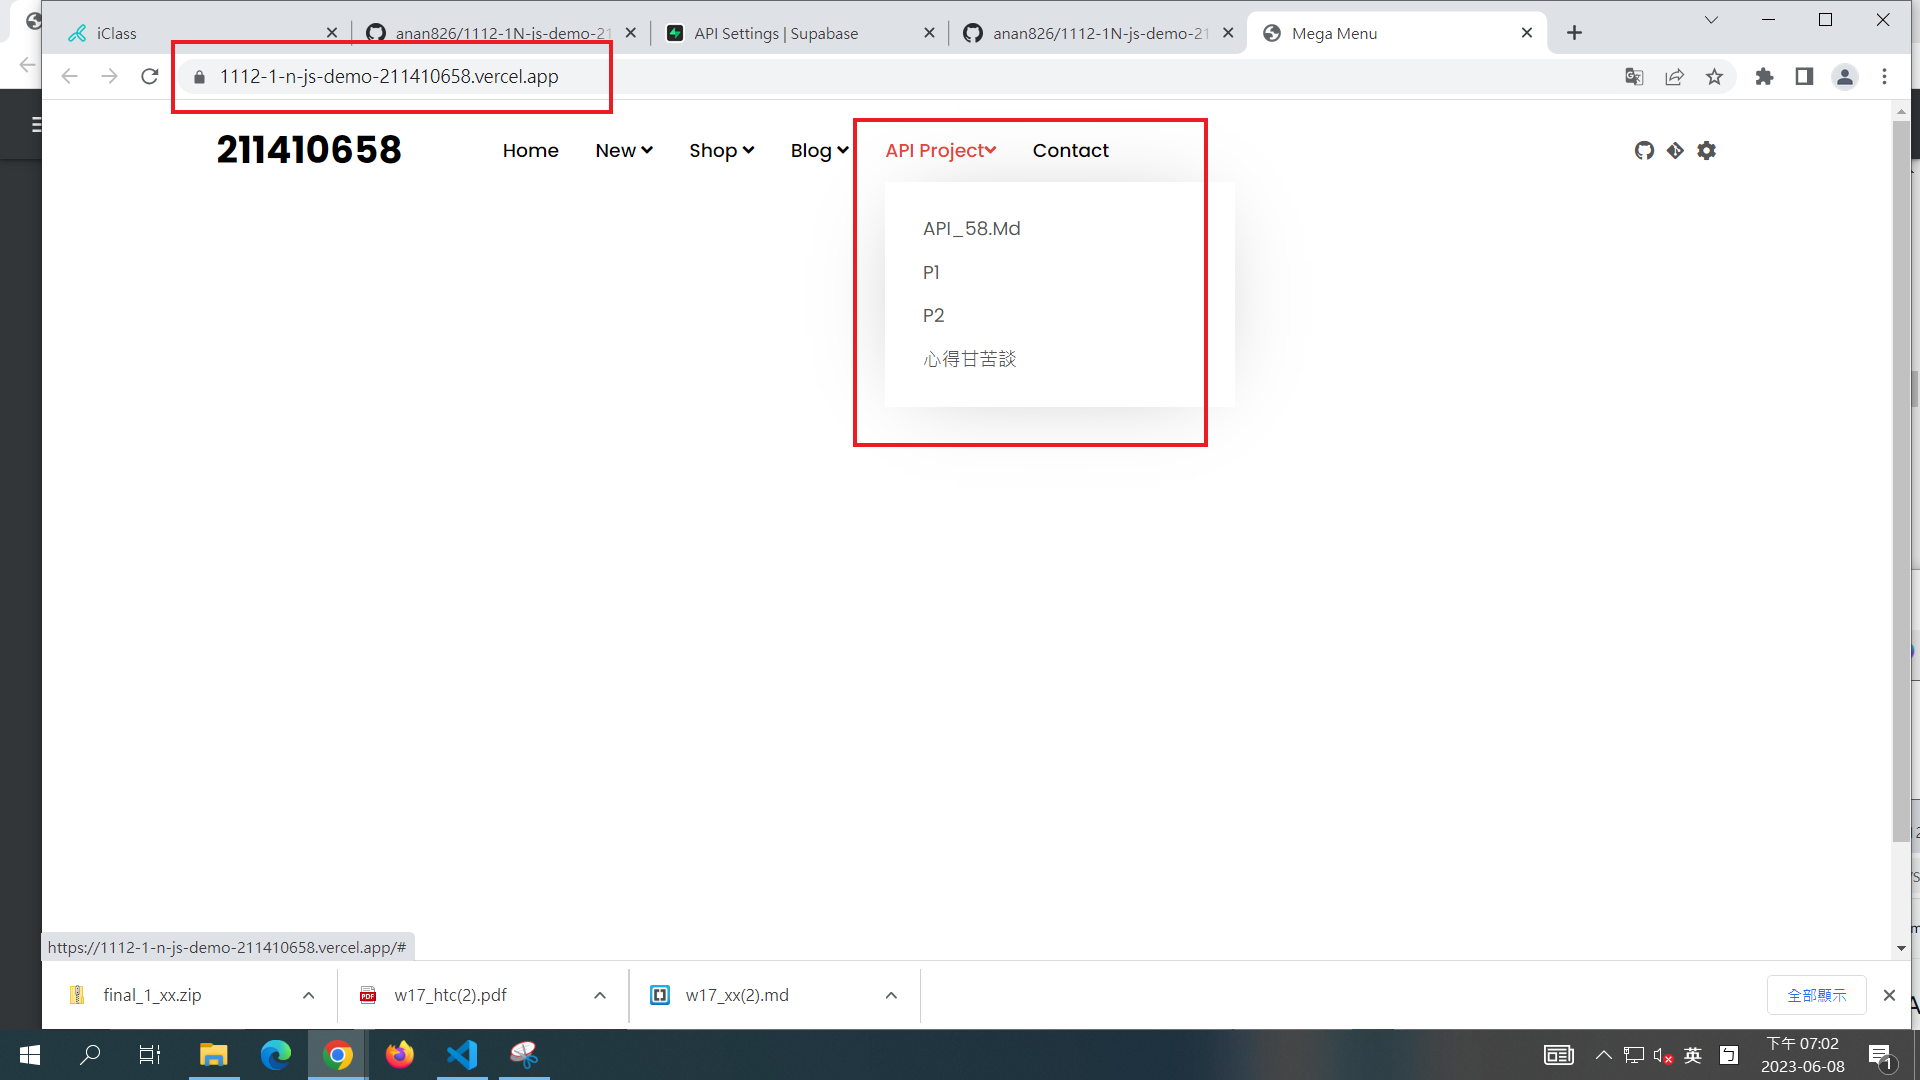 iClass
anan826/1112-1N-js-demo-21
API Settings | Supabase
anan826/1112-1N-js-demo-21
Mega Menu
1112-1-n-js-demo-211410658.vercel.app
211410658
Home
New
Shop
Blog
API Project
Contact
API_58.Md
P1
P2
心得甘苦談
https://1112-1-n-js-demo-211410658.vercel.app/#
final_1_xx.zip
w17_htc(2).pdf
w17_xx(2).md
全部顯示
英
ㄅ
下午 07:02
2023-06-08
1